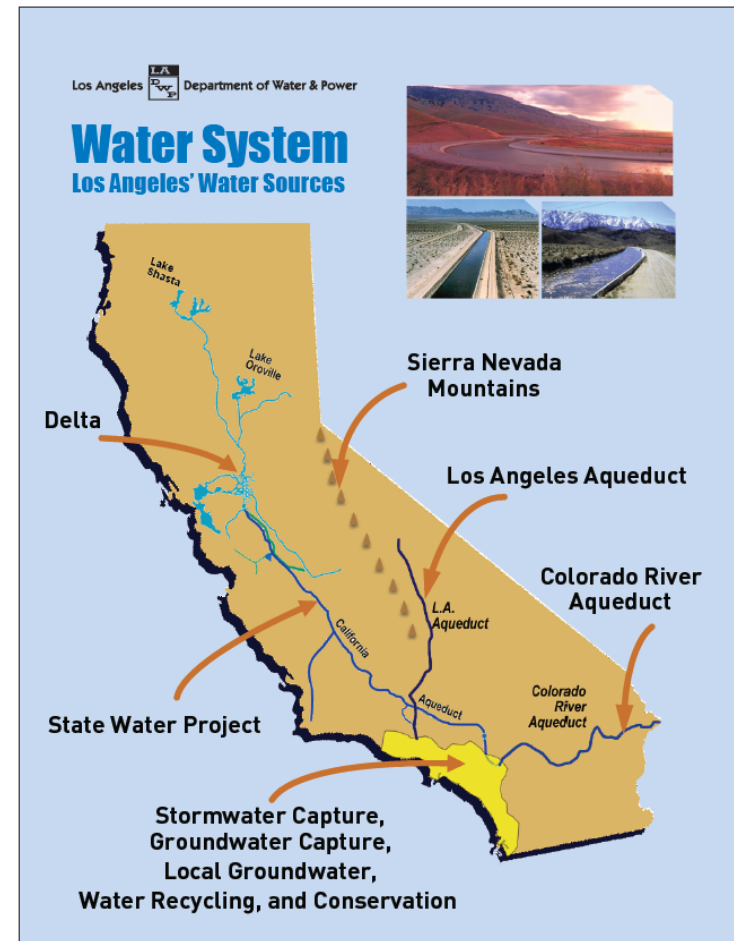 Los Angeles LA DWP Department of Water & Power
Water System
Los Angeles' Water Sources
Lake
Shasta
Lake
Oroville
Sierra Nevada
Mountains
Delta
Los Angeles Aqueduct
Colorado River
Aqueduct
L.A.
Aqueduct
California
Aqueduct
Colorado
River
Aqueduct
State Water Project
Stormwater Capture,
Groundwater Capture,
Local Groundwater,
Water Recycling, and Conservation